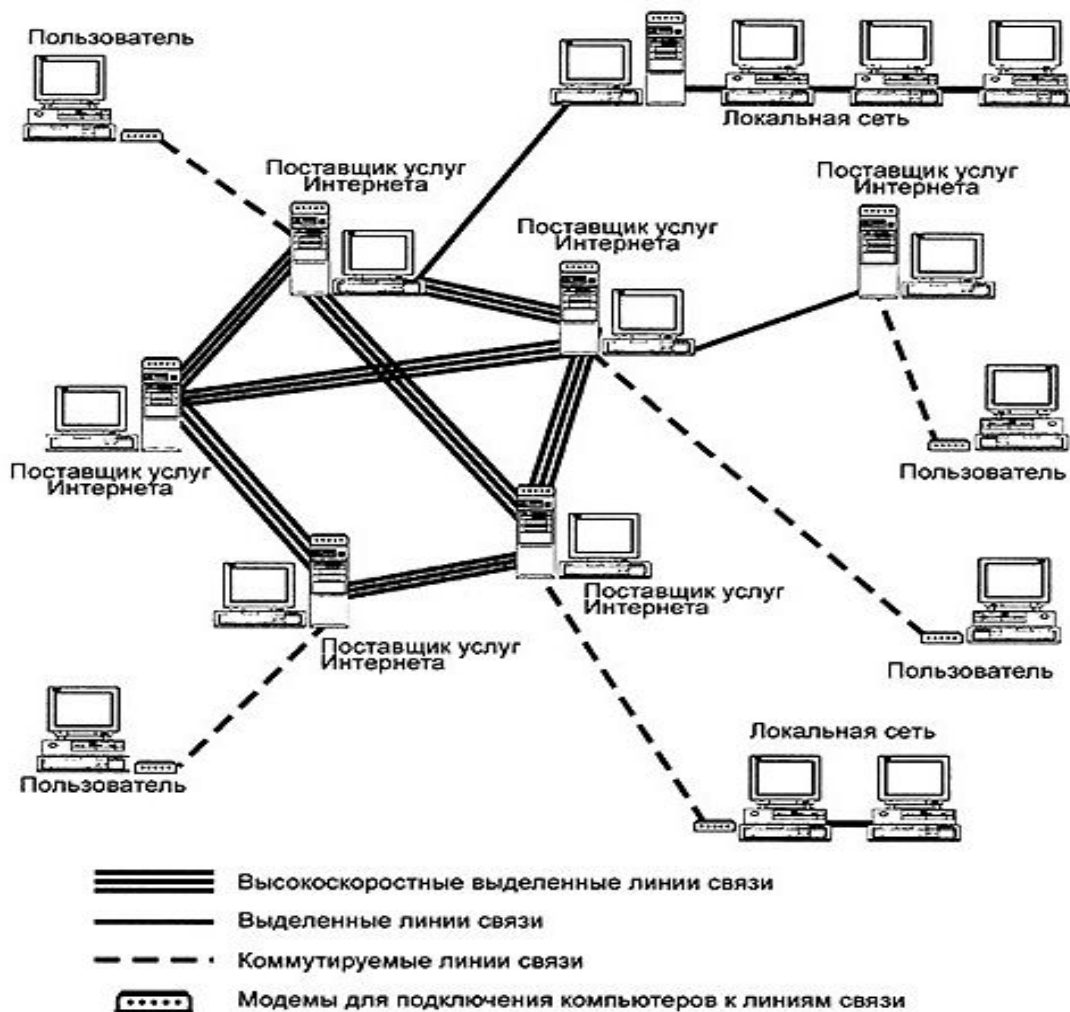 Пользователь
Локальная сеть
Поставщик услуг
Интернета
Поставщик услуг
Интернета
Поставщик услуг
Интернета
Поставщик услуг
Интернета
Пользователь
Поставщик услуг
Интернета
Поставщик услуг
Интернета
Пользователь
Пользователь
Локальная сеть
Высокоскоростные выделенные линии связи
Выделенные линии связи
Коммутируемые линии связи
Модемы для подключения компьютеров к линиям связи